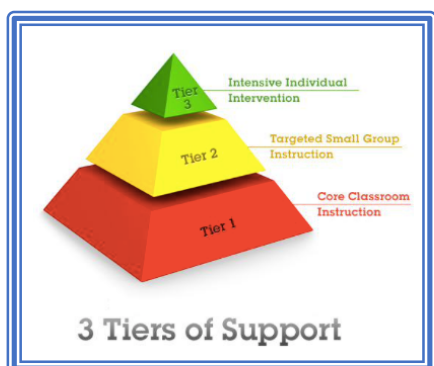 Tier
3
Intensive Individual
Intervention
Tier 2
Targeted Small Group
Instruction
Core Classroom
Instruction
Tier 1
3 Tiers of Support